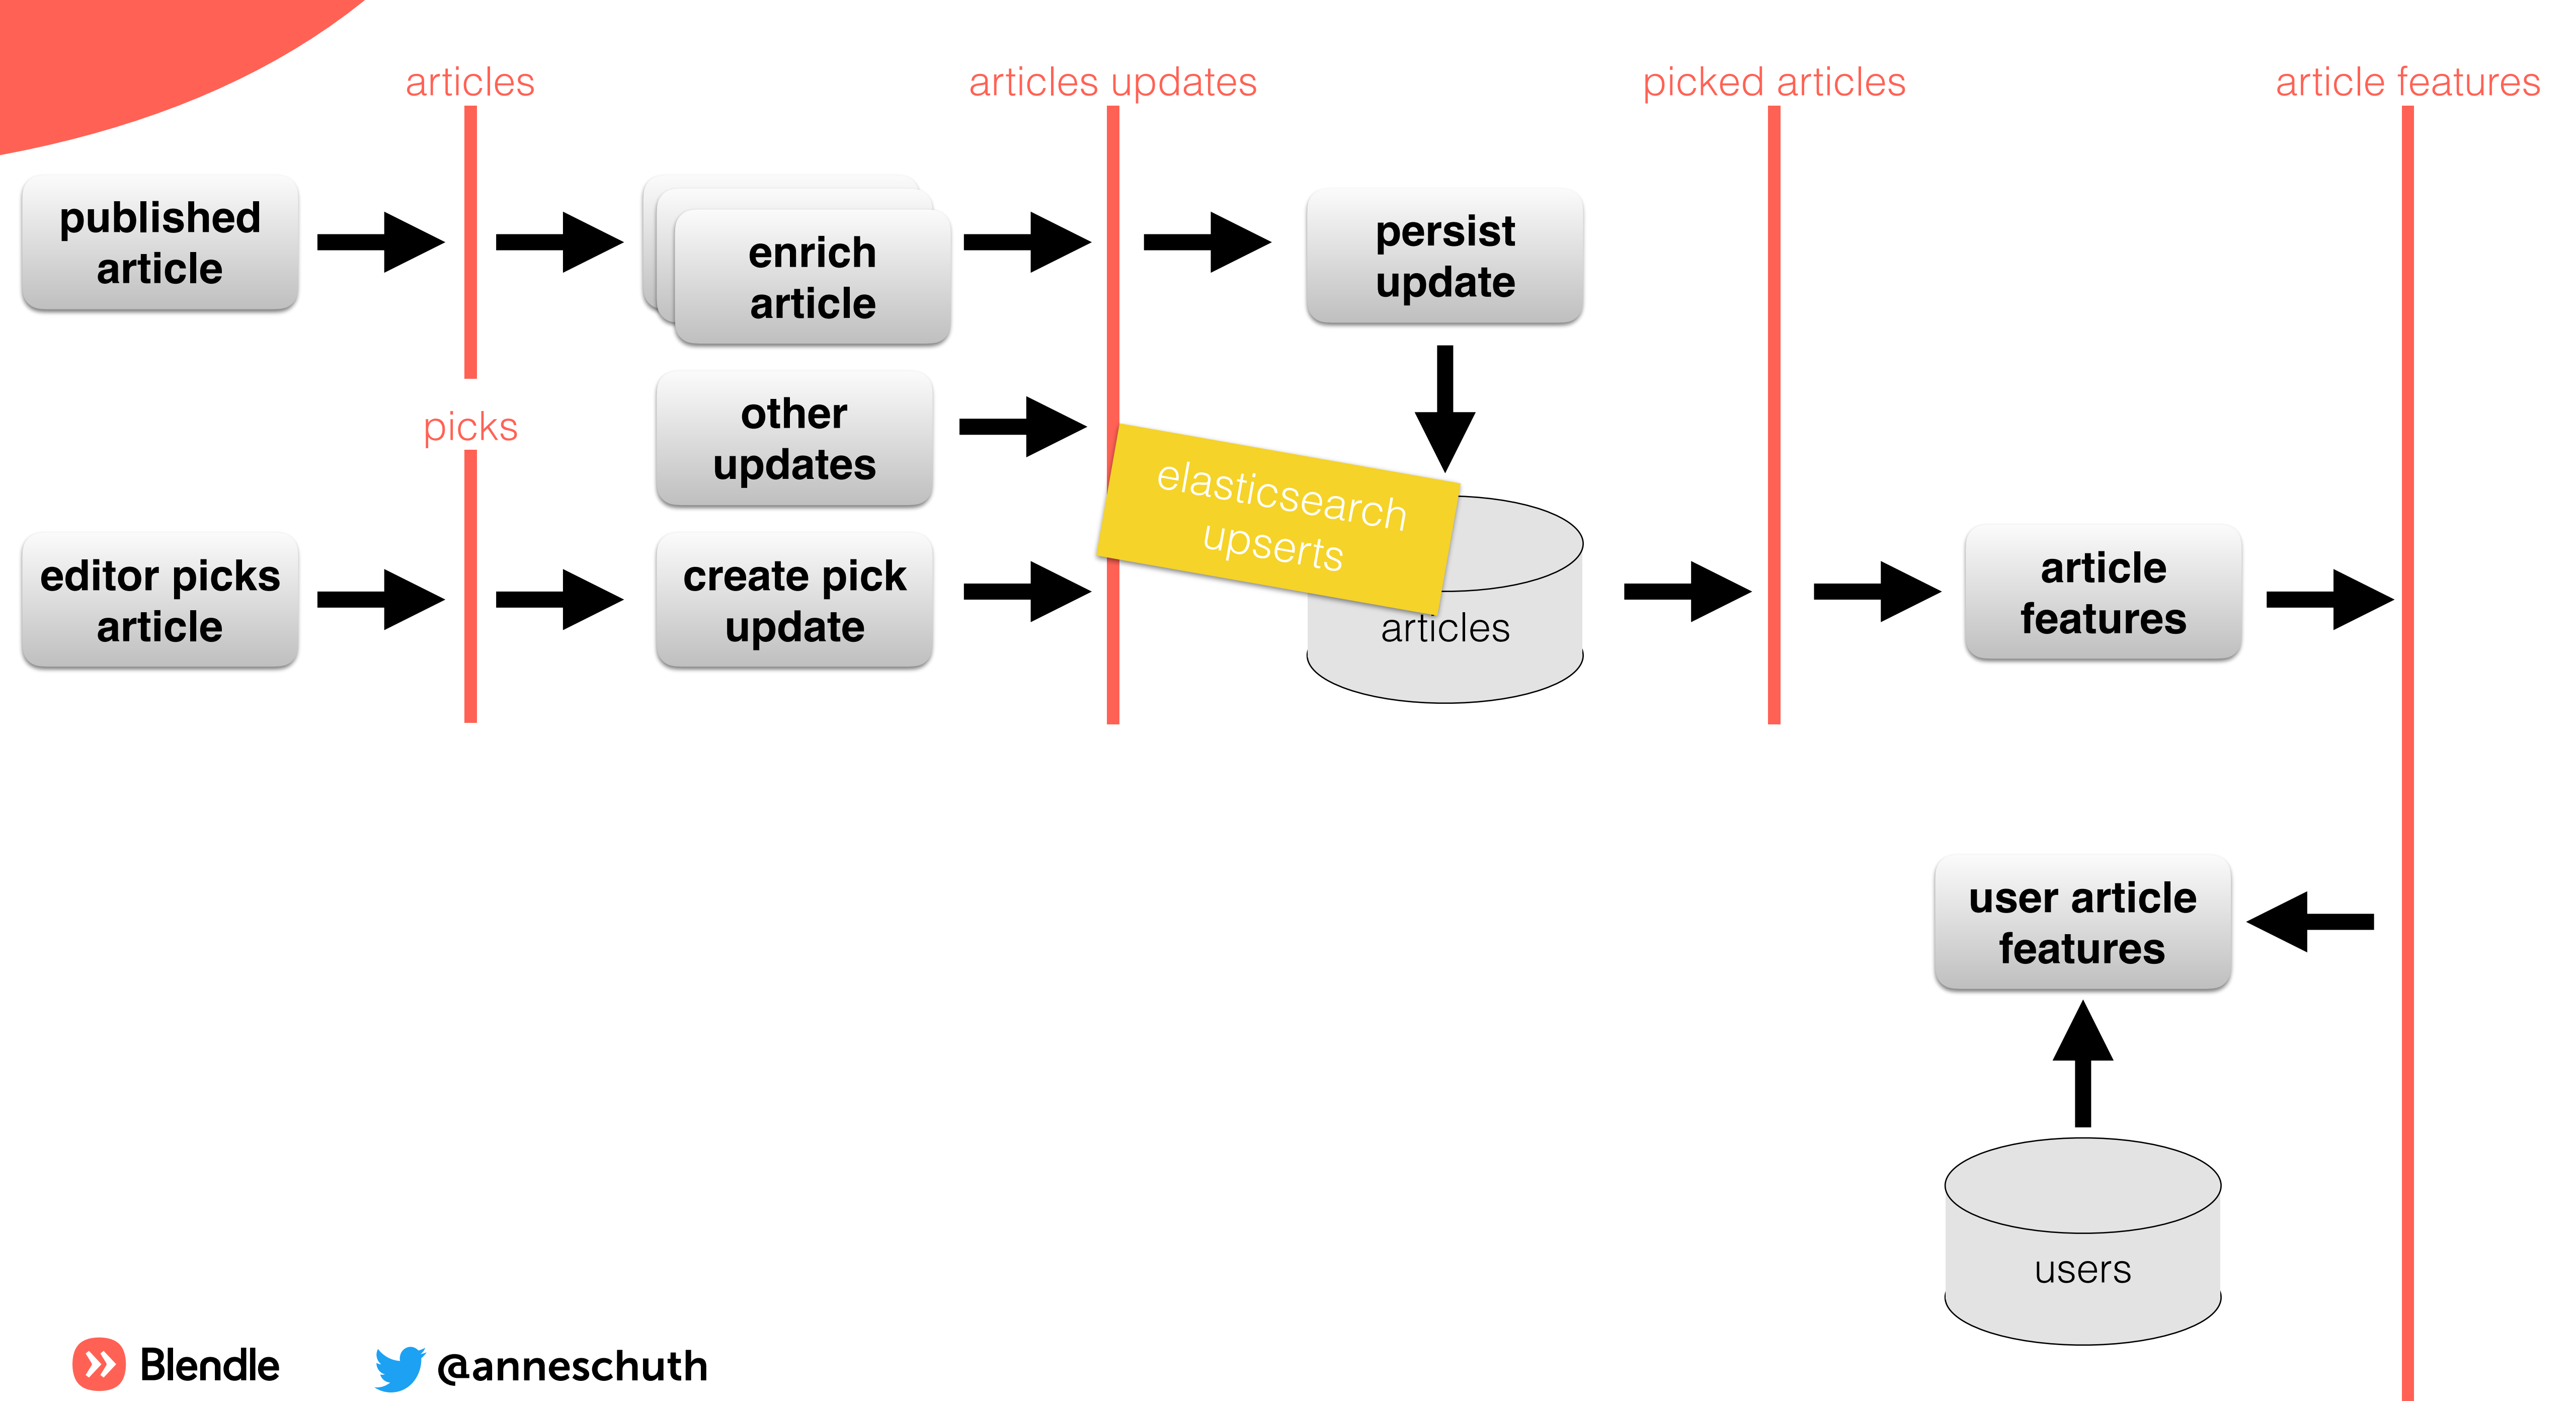 articles
articles updates
picked articles
article features
published
article
enrich
article
persist
update
picks
other
updates
elasticsearch
upserts
editor picks
article
create pick
update
articles
article
features
user article
features
users
Blendle
@anneschuth